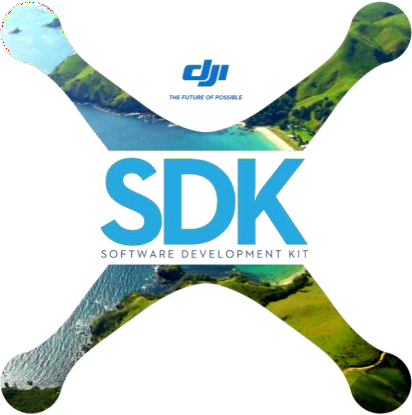 dji
THE FUTURE OF POSSIBLE
SDK
SOFTWARE DEVELOPMENT KIT